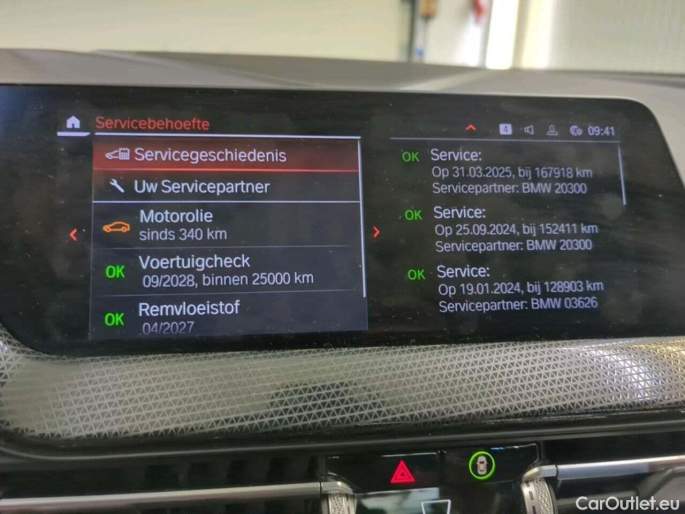 Servicebehoefte
4
09:41
Servicegeschiedenis
Uw Servicepartner
Motorolie
sinds 340 km
OK
Voertuigcheck
09/2028, binnen 25000 km
OK
Remvloeistof
04/2027
OK
Service:
Op 31.03.2025, bij 167918 km
Servicepartner: BMW 20300
OK
Service:
Op 25.09.2024, bij 152411 km
Servicepartner: BMW 20300
OK
Service:
Op 19.01.2024, bij 128903 km
Servicepartner: BMW 03626
CarOutlet.eu